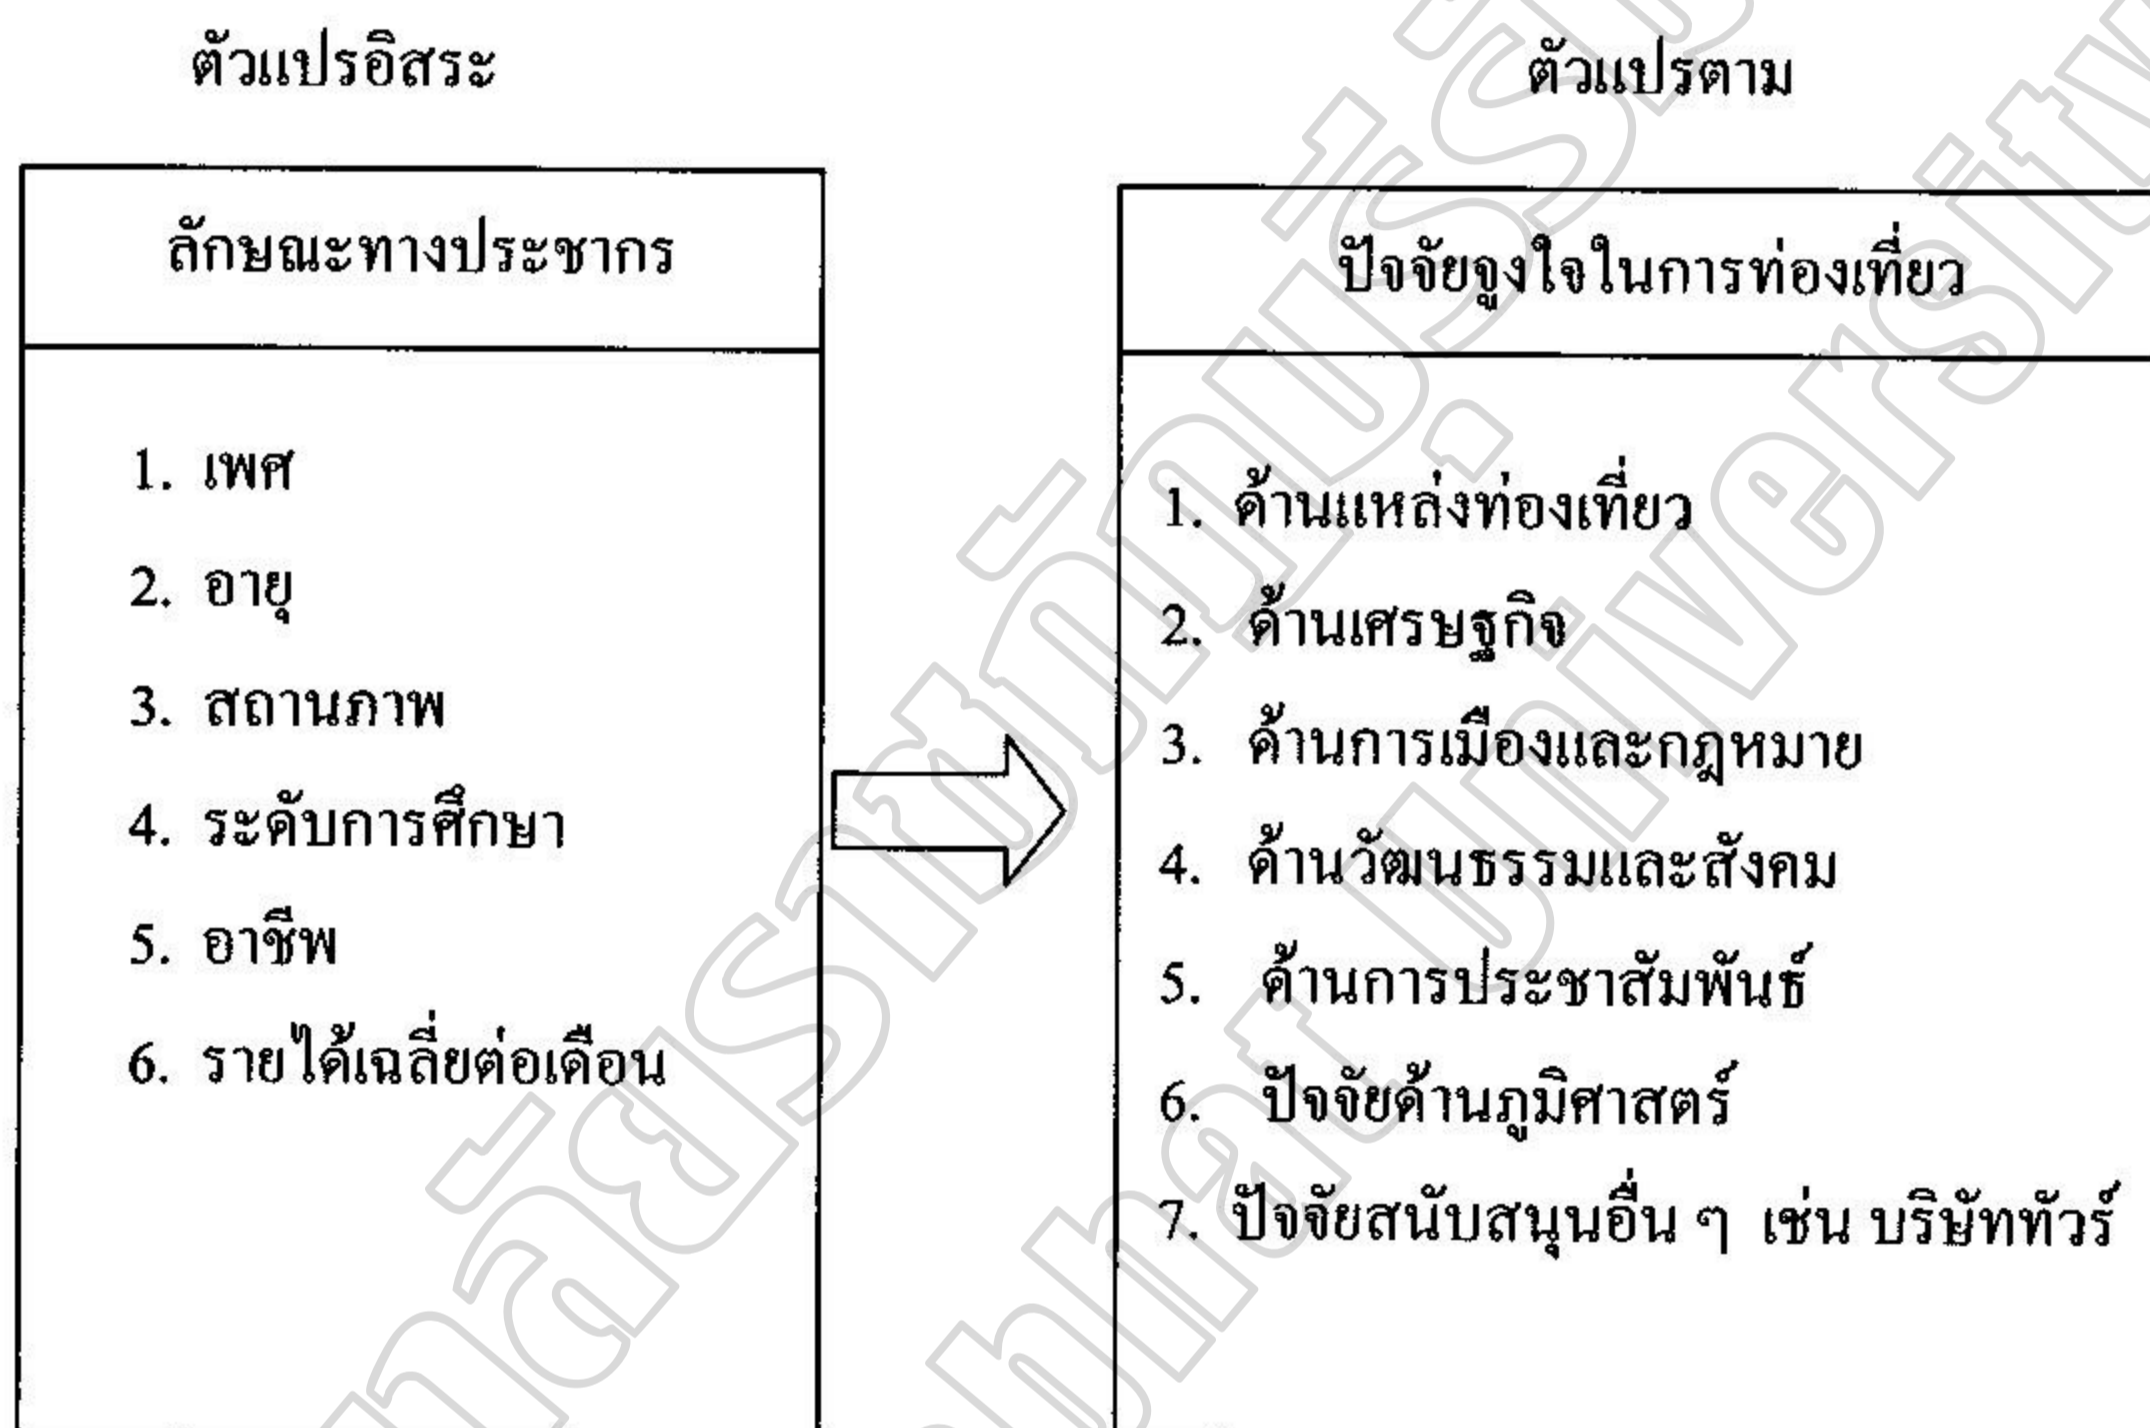 ตัวแปรอิสระ
ตัวแปรตาม
ลักษณะทางประชากร
1. เพศ
2. อายุ
3. สถานภาพ
4. ระดับการศึกษา
5. อาชีพ
6. รายได้เฉลี่ยต่อเดือน
ปัจจัยจูงใจในการท่องเที่ยว
1. ด้านแหล่งท่องเที่ยว
2. ด้านเศรษฐกิจ
3. ด้านการเมืองและกฎหมาย
4. ด้านวัฒนธรรมและสังคม
5. ด้านการประชาสัมพันธ์
6. ปัจจัยด้านภูมิศาสตร์
7. ปัจจัยสนับสนุนอื่น ๆ เช่น บริษัททัวร์